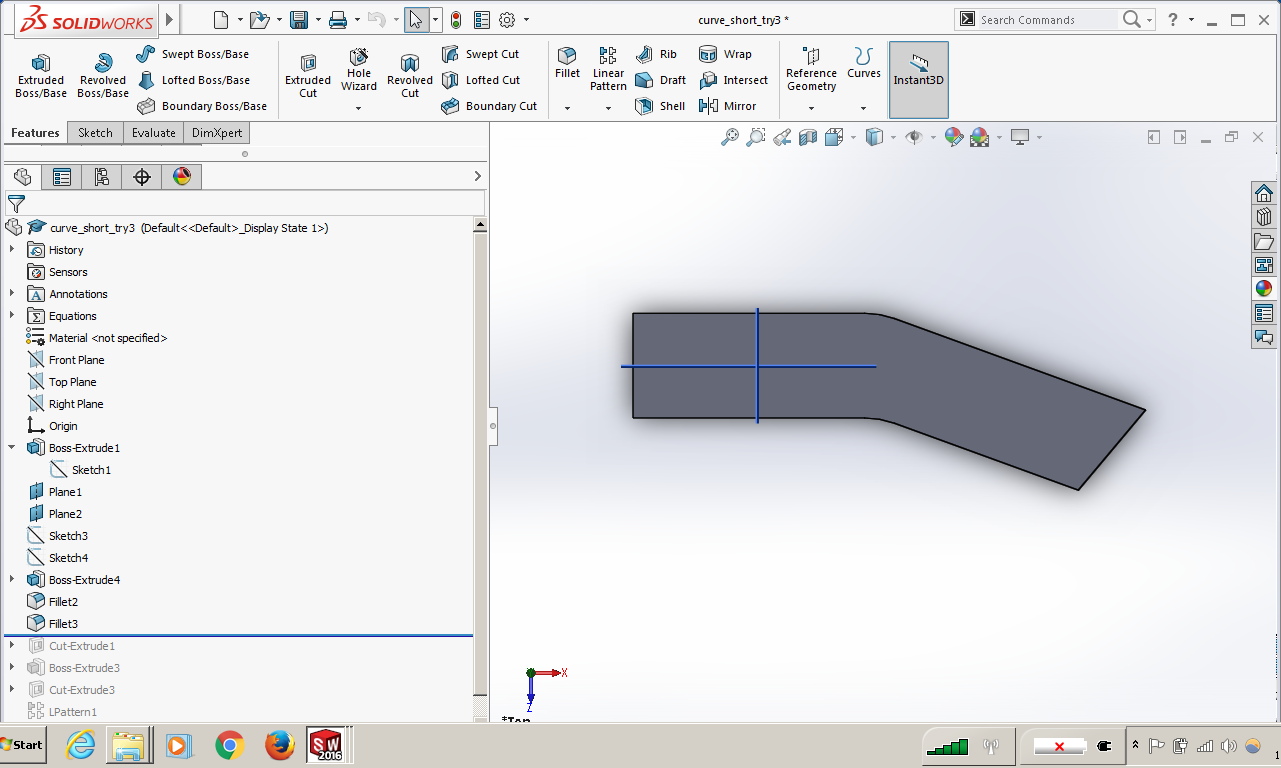 SOLIDWORKS
curve_short_try3 *
Search Commands
?
Extruded Boss/Base
Revolved Boss/Base
Swept Boss/Base
Lofted Boss/Base
Boundary Boss/Base
Extruded Cut
Hole Wizard
Revolved Cut
Swept Cut
Lofted Cut
Boundary Cut
Fillet
Linear Pattern
Rib
Draft
Shell
Wrap
Intersect
Mirror
Reference Geometry
Curves
Instant3D
Features
Sketch
Evaluate
DimXpert
curve_short_try3 (Default<<Default>_Display State 1>)
History
Sensors
Annotations
Equations
Material <not specified>
Front Plane
Top Plane
Right Plane
Origin
Boss-Extrude1
Sketch1
Plane1
Plane2
Sketch3
Sketch4
Boss-Extrude4
Fillet2
Fillet3
Cut-Extrude1
Boss-Extrude3
Cut-Extrude3
LPattern1
X
Z
*Top
Start
SW
2016
1